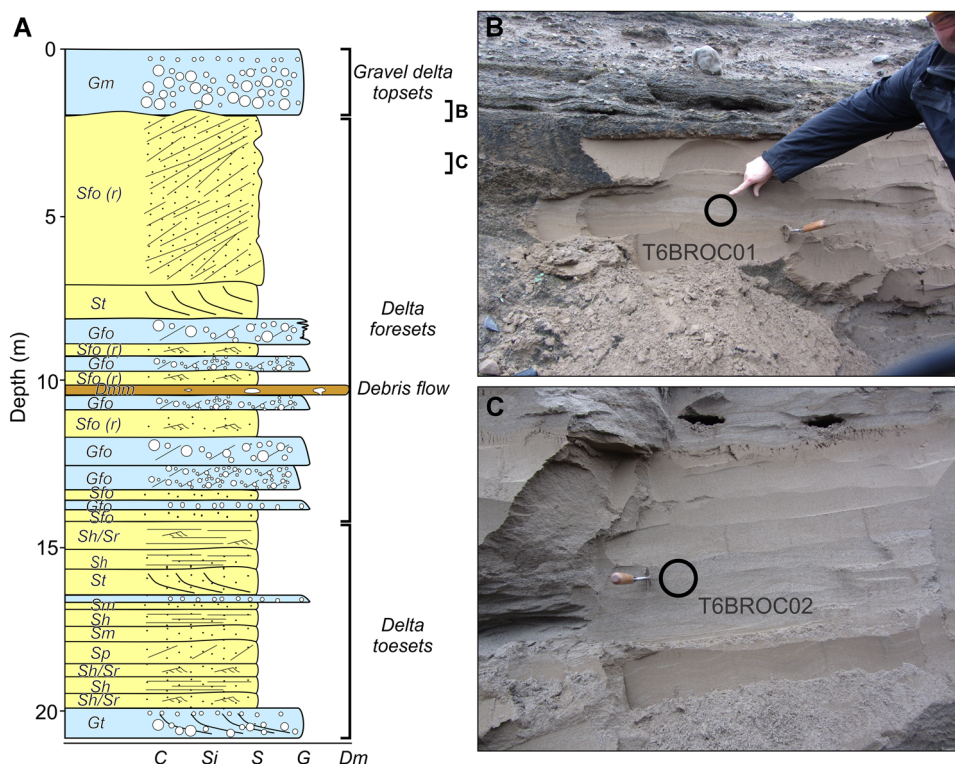 A
0
Gm
Gravel delta
topsets
B
C
Sfo (r)
5
St
Delta
foresets
Gfo
Sfo (r)
Gfo
Sfo (r)
10
Dmm
Debris flow
Gfo
Sfo (r)
Gfo
Gfo
Sfo
Gfo
Sfo
Sh/Sr
15
Sh
St
Sm
Sh
Sm
Delta
toesets
Sp
Sh/Sr
Sh
Sh/Sr
20
Gt
Depth (m)
C Si S G Dm
B
T6BROC01
C
T6BROC02